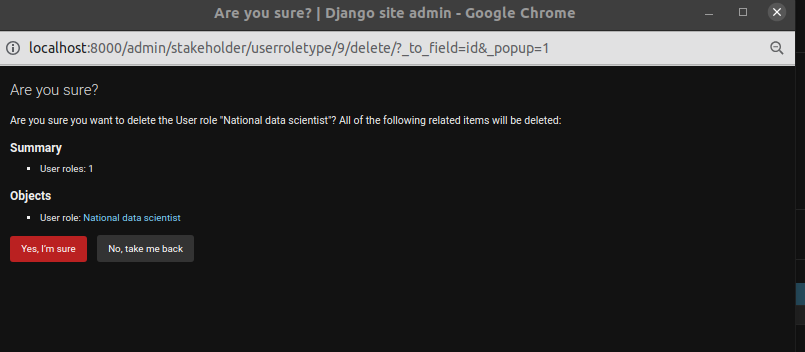 Are you sure? | Django site admin - Google Chrome
localhost:8000/admin/stakeholder/userroletype/9/delete/?_to_field=id&_popup=1
Are you sure?
Are you sure you want to delete the User role "National data scientist"? All of the following related items will be deleted:
Summary
User roles: 1
Objects
User role: National data scientist
Yes, I'm sure No, take me back